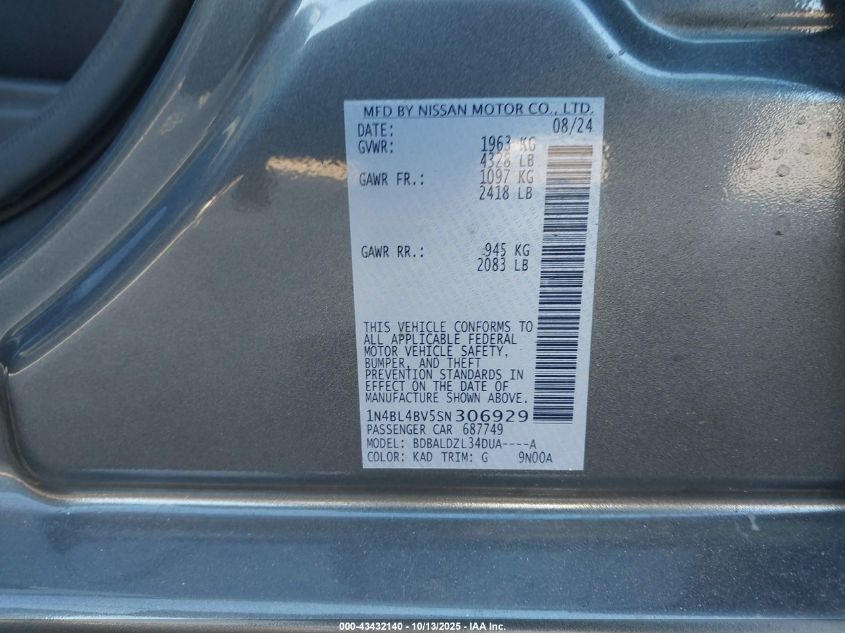 MFD BY NISSAN MOTOR CO., LTD.
DATE: 08/24
GVWR: 1963 KG
4328 LB
GAWR FR.: 1097 KG
2418 LB
GAWR RR.: 945 KG
2083 LB
THIS VEHICLE CONFORMS TO
ALL APPLICABLE FEDERAL
MOTOR VEHICLE SAFETY,
BUMPER, AND THEFT
PREVENTION STANDARDS IN
EFFECT ON THE DATE OF
MANUFACTURE SHOWN ABOVE.
1N4BL4BV5SN306929
PASSENGER CAR 687749
MODEL: BDBALDZL34DUA----A
COLOR: KAD TRIM: G 9N00A
000-43432140 - 10/13/2025 - IAA Inc.